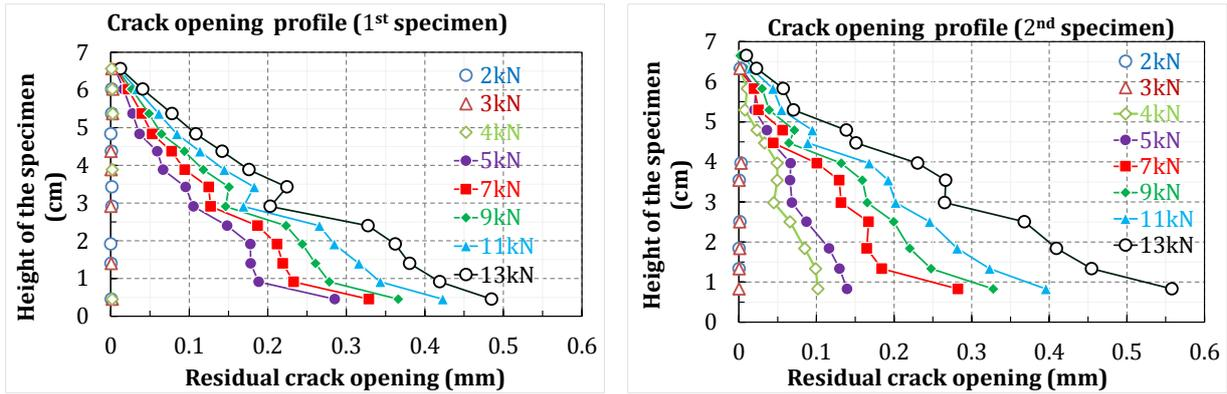 Crack opening profile (1st specimen)
7
6
5
4
3
2
1
0
0
0.1
0.2
0.3
0.4
0.5
0.6
Height of the specimen
(cm)
Residual crack opening (mm)
2kN
3kN
4kN
5kN
7kN
9kN
11kN
13kN
Crack opening profile (2nd specimen)
7
6
5
4
3
2
1
0
0
0.1
0.2
0.3
0.4
0.5
0.6
Height of the specimen
(cm)
Residual crack opening (mm)
2kN
3kN
4kN
5kN
7kN
9kN
11kN
13kN